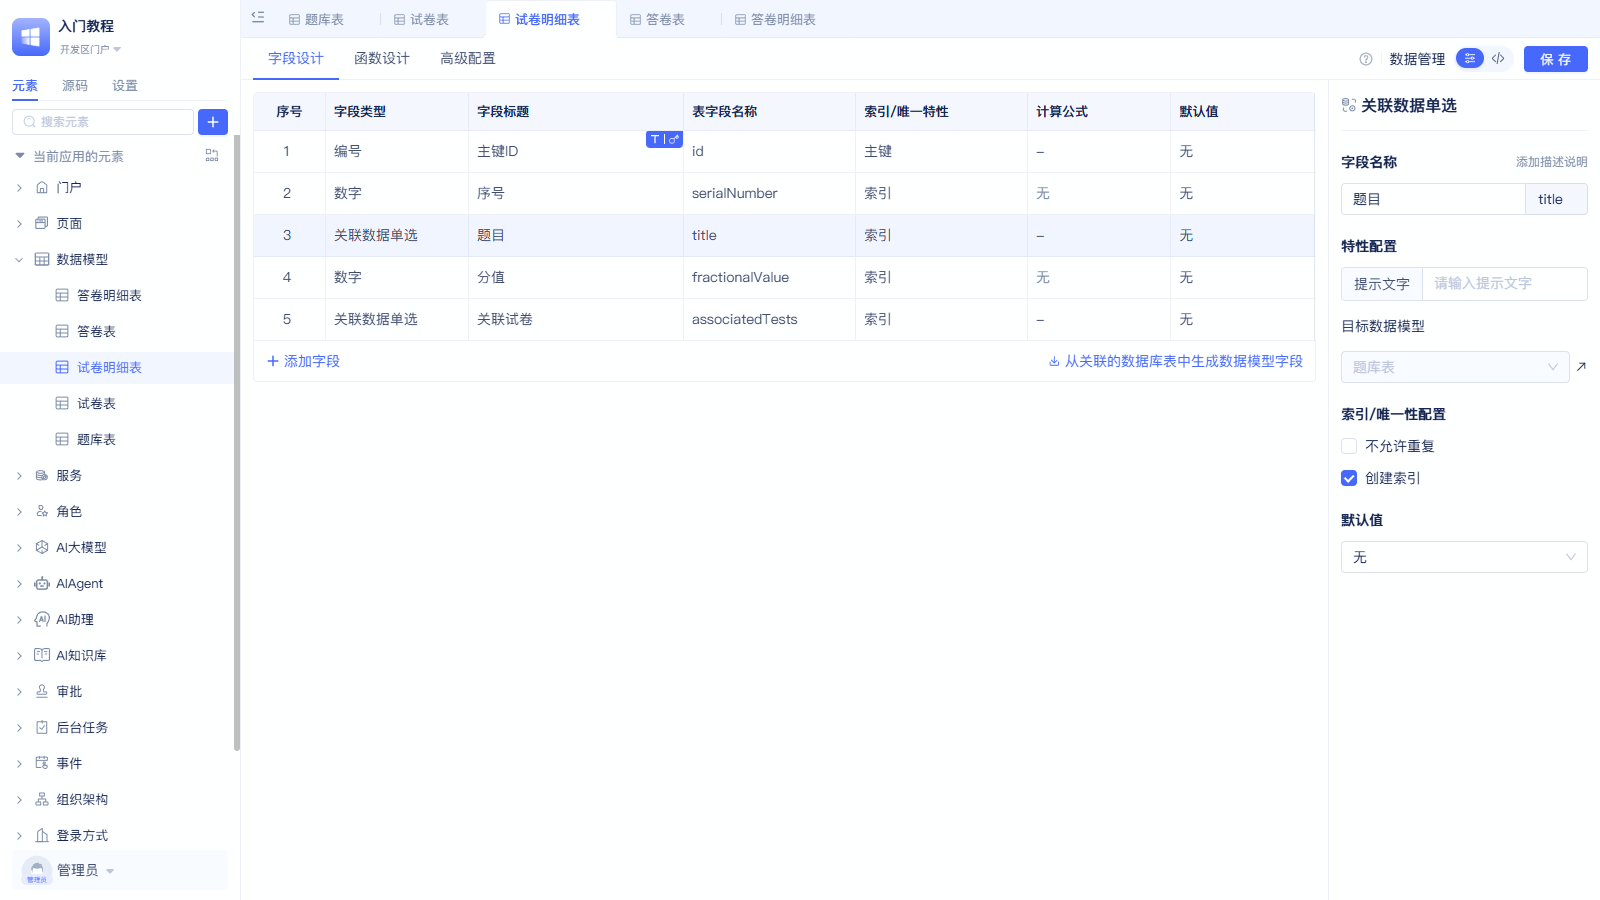 入门教程
开发区门户
元素 源码 设置
搜索元素
当前应用的元素
门户
页面
数据模型
答卷明细表
答卷表
试卷明细表
试卷表
题库表
服务
角色
AI大模型
AIAgent
AI助理
AI知识库
审批
后台任务
事件
组织架构
登录方式
管理员
管理员
题库表 试卷表 试卷明细表 答卷表 答卷明细表
字段设计 函数设计 高级配置
数据管理 保 存
序号 字段类型 字段标题 表字段名称 索引/唯一特性 计算公式 默认值
1 编号 主键ID id 主键 – 无
2 数字 序号 serialNumber 索引 无 无
3 关联数据单选 题目 title 索引 – 无
4 数字 分值 fractionalValue 索引 无 无
5 关联数据单选 关联试卷 associatedTests 索引 – 无
添加字段 从关联的数据库表中生成数据模型字段
关联数据单选
字段名称 添加描述说明
题目 title
特性配置
提示文字 请输入提示文字
目标数据模型
题库表
索引/唯一性配置
不允许重复
创建索引
默认值
无